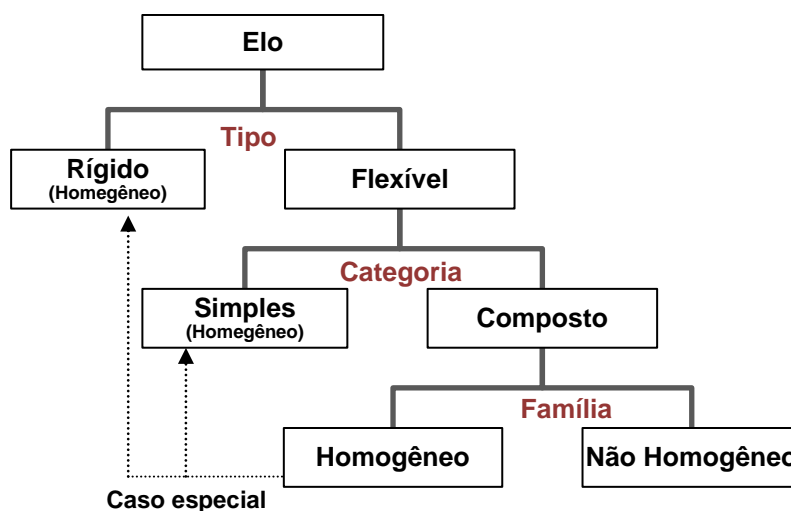 Elo
Tipo
Rígido
(Homegêneo)
Flexível
Categoria
Simples
(Homegêneo)
Composto
Família
Homogêneo
Não Homogêneo
Caso especial